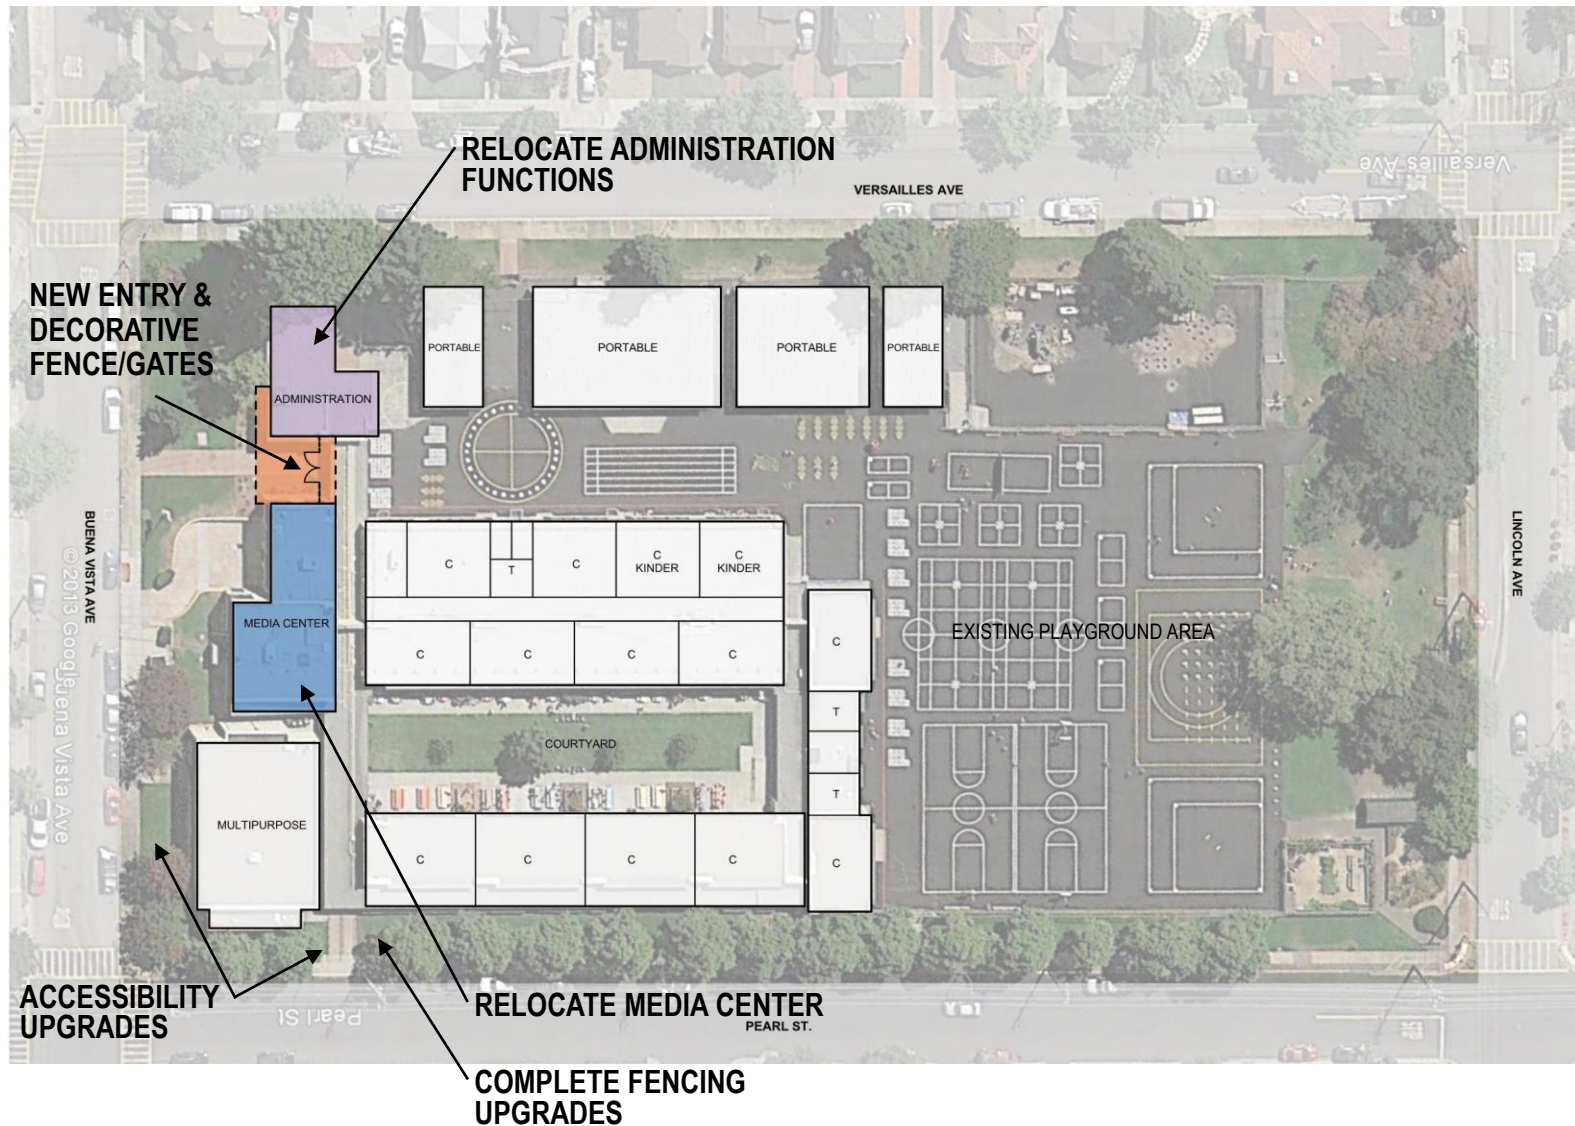 RELOCATE ADMINISTRATION
FUNCTIONS
VERSAILLES AVE
Versailles Ave
NEW ENTRY &
DECORATIVE
FENCE/GATES
PORTABLE
PORTABLE
PORTABLE
PORTABLE
ADMINISTRATION
BUENA VISTA AVE
© 2013 Google
uena Vista Ave
LINCOLN AVE
C
T
C
C
KINDER
C
KINDER
MEDIA CENTER
EXISTING PLAYGROUND AREA
C
C
C
C
C
T
COURTYARD
T
MULTIPURPOSE
C
C
C
C
C
ACCESSIBILITY
UPGRADES
Pearl St
RELOCATE MEDIA CENTER
PEARL ST.
COMPLETE FENCING
UPGRADES